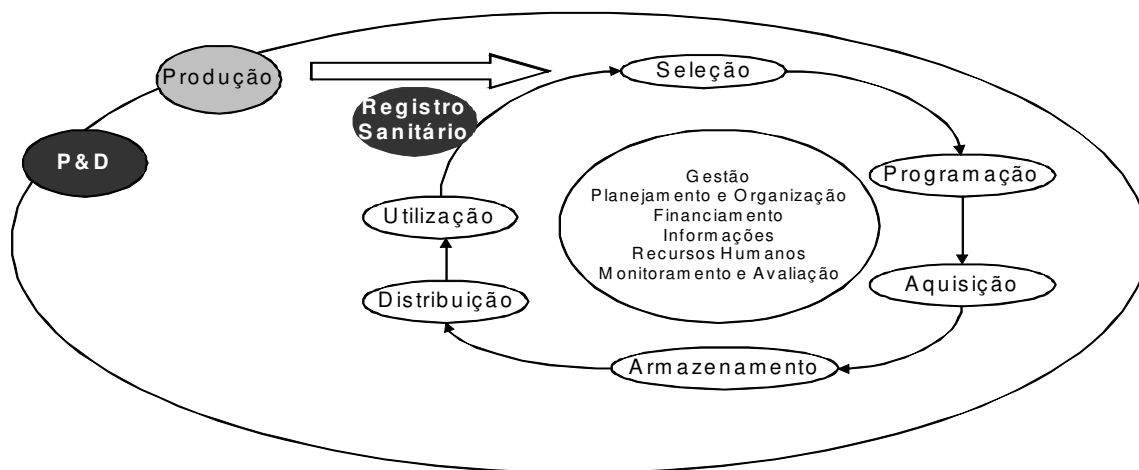 Produção
Seleção
Registro
Sanitário
P&D
Programação
Gestão
Planejamento e Organização
Financiamento
Informações
Recursos Humanos
Monitoramento e Avaliação
Utilização
Distribuição
Aquisição
Armazenamento